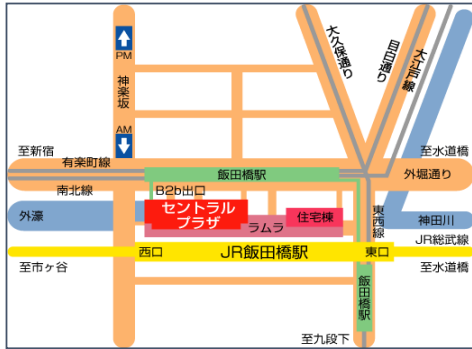 PM
神楽坂
AM
大久保通り
目白通り
大江戸線
至新宿
有楽町線
飯田橋駅
至水道橋
外堀通り
南北線
B2b出口
外濠
セントラル
プラザ
ラムラ
住宅棟
東西線
神田川
JR総武線
西口
JR飯田橋駅
東口
至市ヶ谷
至水道橋
飯田橋駅
至九段下